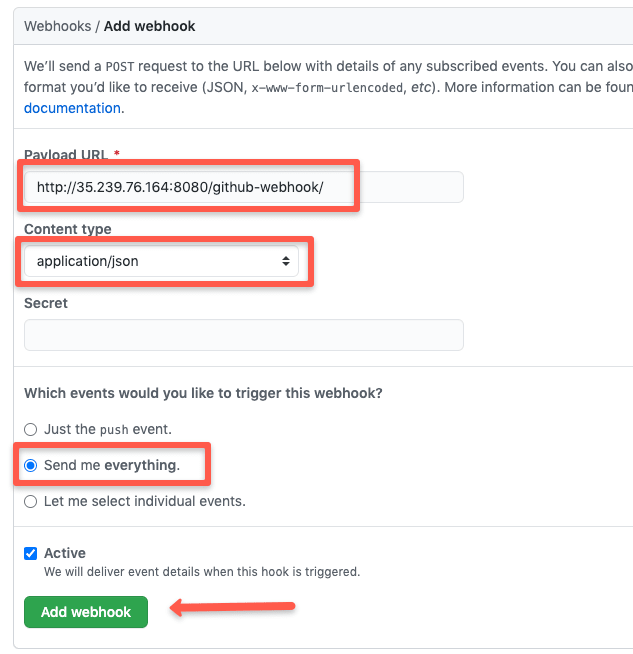 Webhooks / Add webhook
We'll send a POST request to the URL below with details of any subscribed events. You can also
format you'd like to receive (JSON, x-www-form-urlencoded, etc). More information can be foun
documentation.
Payload URL *
http://35.239.76.164:8080/github-webhook/
Content type
application/json
Secret
Which events would you like to trigger this webhook?
Just the push event.
Send me everything.
Let me select individual events.
Active
We will deliver event details when this hook is triggered.
Add webhook